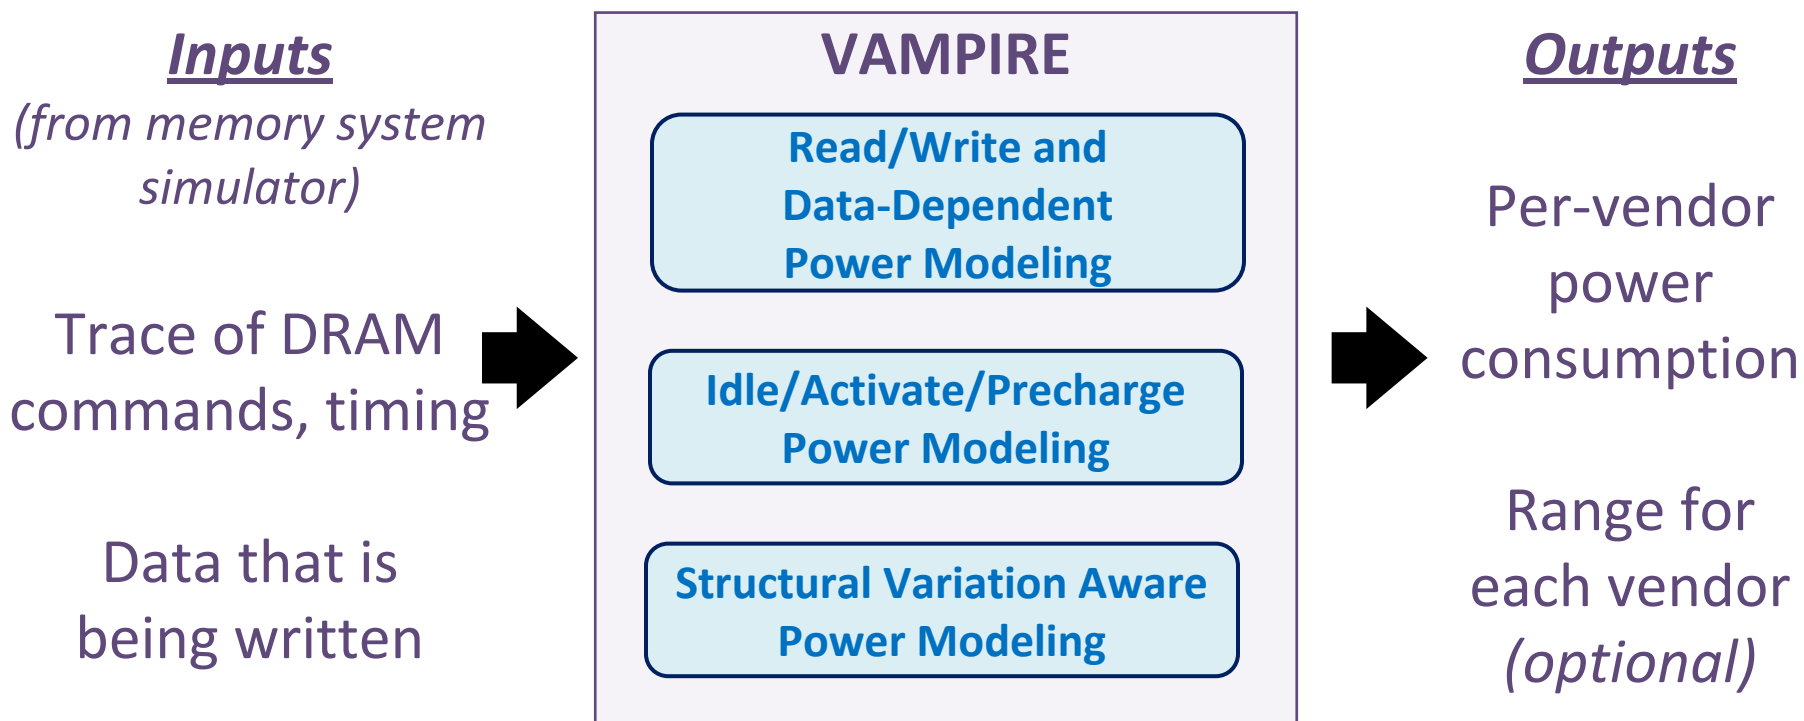 Inputs
(from memory system
simulator)
Trace of DRAM
commands, timing
Data that is
being written
VAMPIRE
Read/Write and
Data-Dependent
Power Modeling
Idle/Activate/Precharge
Power Modeling
Structural Variation Aware
Power Modeling
Outputs
Per-vendor
power
consumption
Range for
each vendor
(optional)